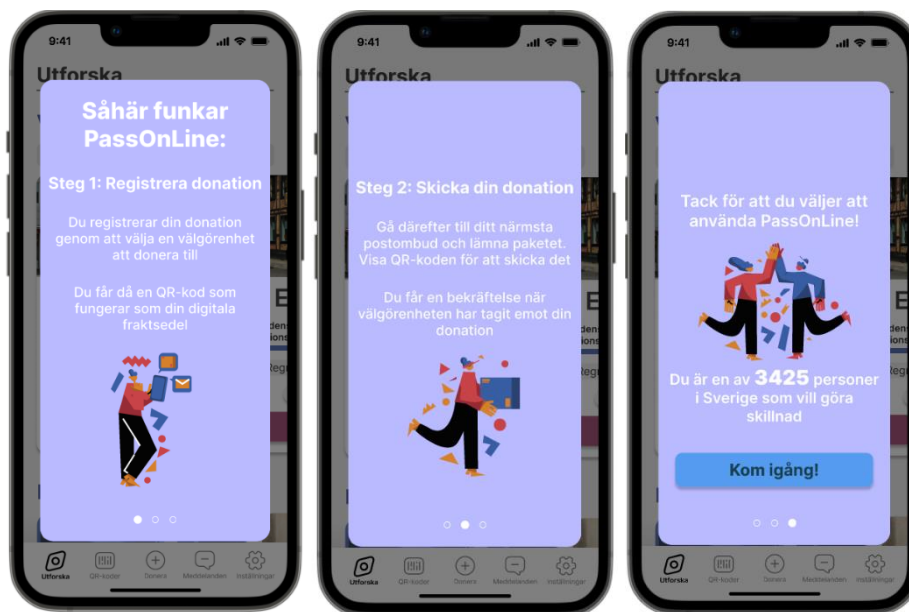 9:41
Utforska
Såhär funkar
PassOnLine:
Steg 1: Registrera donation
Du registrerar din donation
genom att välja en välgörenhet
att donera till
Du får då en QR-kod som
fungerar som din digitala
fraktsedel
Utforska
QR-koder
Donera
Meddelanden
Inställningar
9:41
Utforska
Steg 2: Skicka din donation
Gå därefter till ditt närmsta
postombud och lämna paketet.
Visa QR-koden för att skicka det
Du får en bekräftelse när
välgörenheten har tagit emot din
donation
Utforska
QR-koder
Donera
Meddelanden
Inställningar
9:41
Utforska
Tack för att du väljer att
använda PassOnLine!
Du är en av 3425 personer
i Sverige som vill göra
skillnad
Kom igång!
Utforska
QR-koder
Donera
Meddelanden
Inställningar